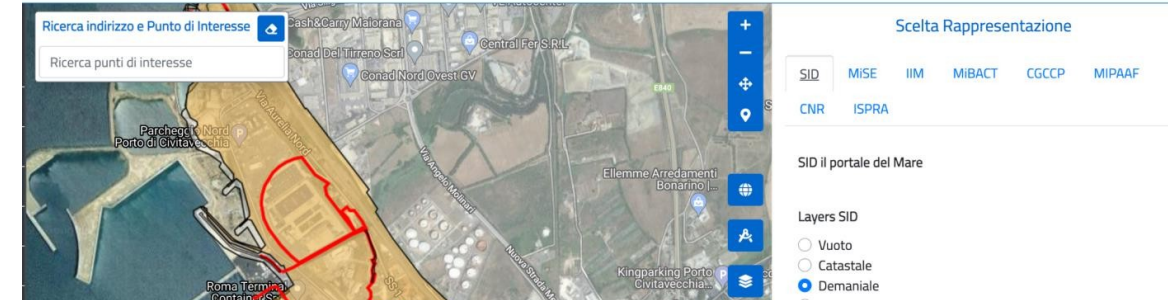 Ricerca indirizzo e Punto di Interesse
Ricerca punti di interesse
Cash&Carry Maiorana
Conad Del Tirreno Scrl
Central Fer S.R.L.
Conad Nord Ovest GV
E840
Via Aurelia Nord
Parcheggio Nord
Porto di Civitavecchia
Via Angelo Molinari
Ellemme Arredamenti
Bonarino |...
Kingparking Porto
Civitavecchia...
Roma Terminal
Container S
Scelta Rappresentazione
SID
MiSE
IIM
MiBACT
CGCCP
MIPAAF
CNR
ISPRA
SID il portale del Mare
Layers SID
Vuoto
Catastale
Demaniale